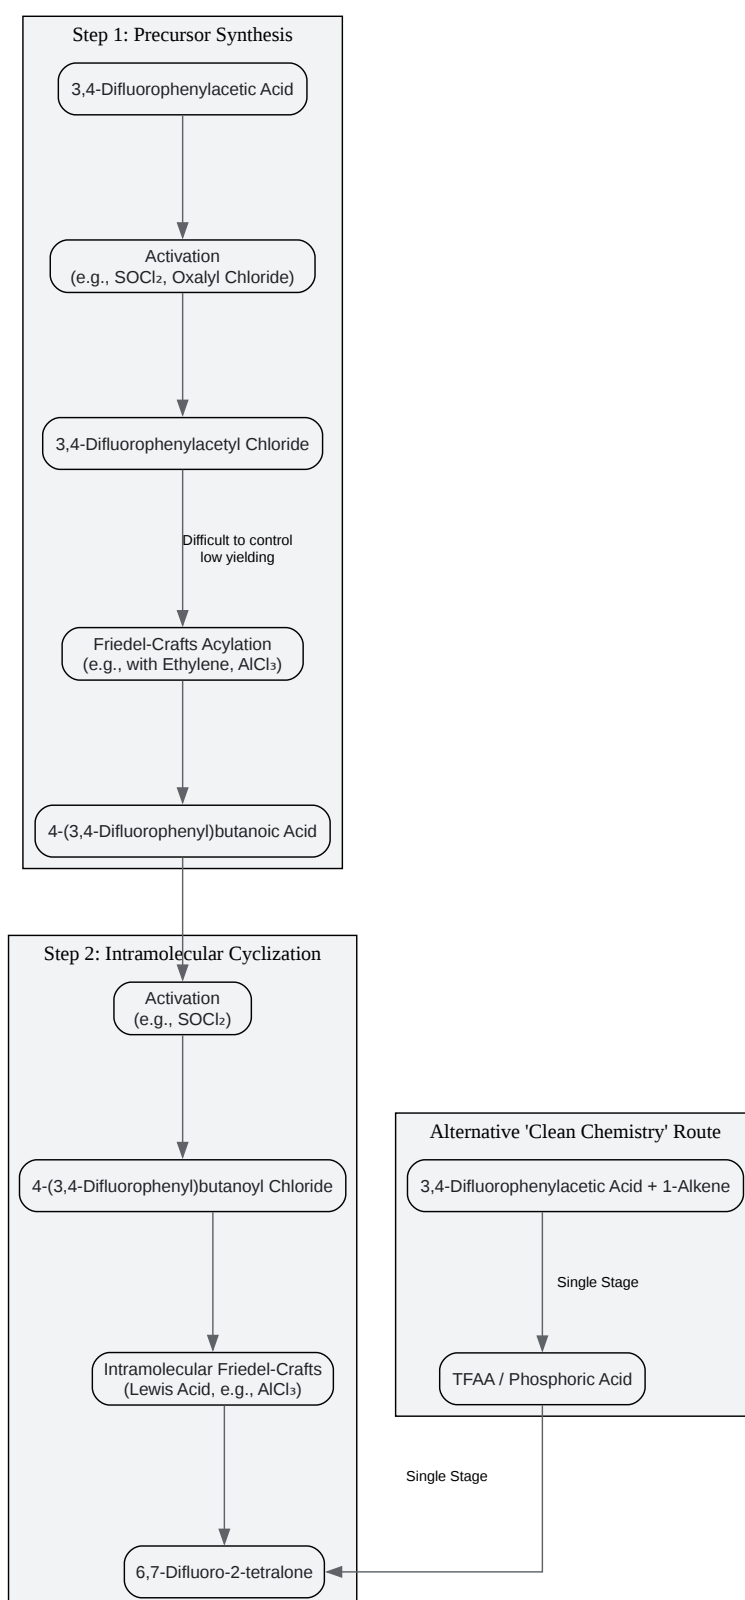 Step 1: Precursor Synthesis
3,4-Difluorophenylacetic Acid
Activation
(e.g., SOCl₂, Oxalyl Chloride)
3,4-Difluorophenylacetyl Chloride
Difficult to control
low yielding
Friedel-Crafts Acylation
(e.g., with Ethylene, AlCl₃)
4-(3,4-Difluorophenyl)butanoic Acid
Step 2: Intramolecular Cyclization
Activation
(e.g., SOCl₂)
4-(3,4-Difluorophenyl)butanoyl Chloride
Intramolecular Friedel-Crafts
(Lewis Acid, e.g., AlCl₃)
6,7-Difluoro-2-tetralone
Alternative 'Clean Chemistry' Route
3,4-Difluorophenylacetic Acid + 1-Alkene
Single Stage
TFAA / Phosphoric Acid
Single Stage